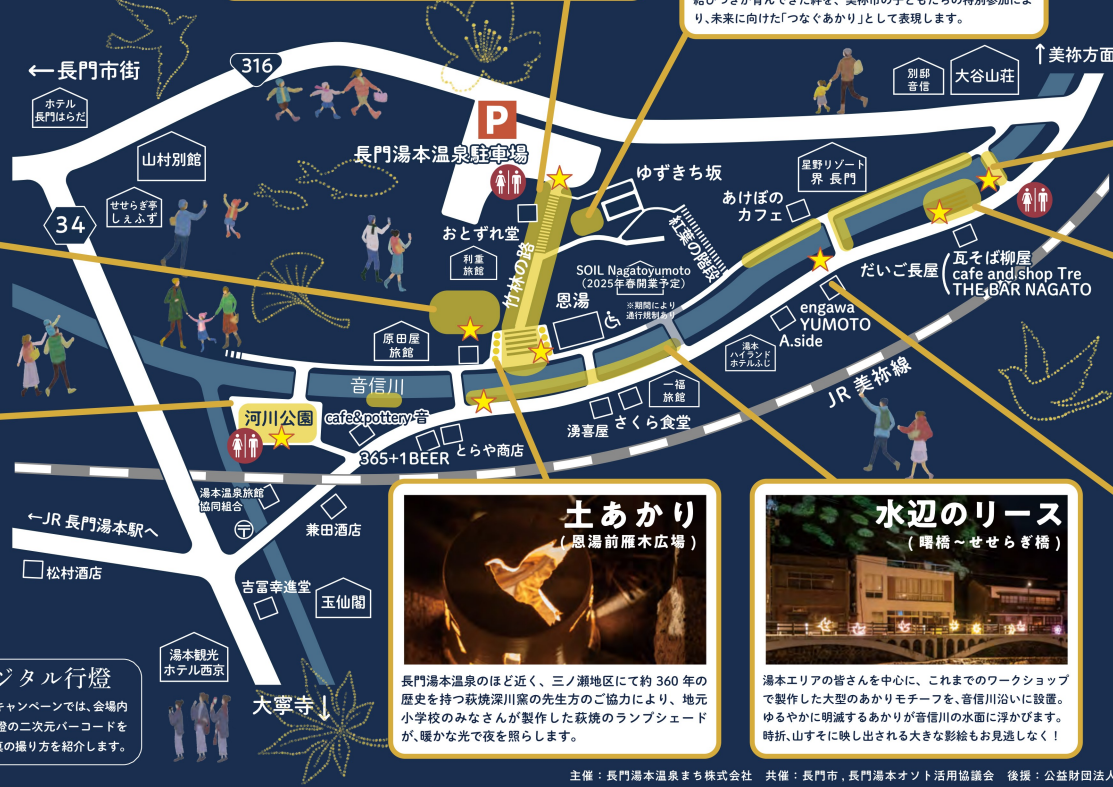 結びつきが育んできた絆を、美祢市の子どもたちの特別参加によ
り、未来に向けた「つなぐあかり」として表現します。
←長門市街
316
↑美祢方面
別邸
音信
大谷山荘
ホテル
長門はらだ
P
長門湯本温泉駐車場
山村別館
星野リゾート
界 長門
ゆずきち坂
せせらぎ亭
しぇふず
あけぼの
カフェ
34
おとずれ堂
紅葉の階段
利重
旅館
竹林の路
SOIL Nagatoyumoto
(2025年春開業予定)
だいご長屋
瓦そば柳屋
cafe and shop Tre
THE BAR NAGATO
恩湯
※期間により
通行規制あり
engawa
YUMOTO
A.side
原田屋
旅館
湯本
ハイランド
ホテルふじ
音信川
一福
旅館
JR 美祢線
河川公園
cafe&pottery 音
さくら食堂
湧喜屋
365+1BEER
とらや商店
湯本温泉旅館
協同組合
〒
兼田酒店
←JR 長門湯本駅へ
松村酒店
吉冨幸進堂
玉仙閣
湯本観光
ホテル西京
大寧寺↓
ジタル行燈
キャンペーンでは、会場内
燈の二次元バーコードを
真の撮り方を紹介します。
土あかり
(恩湯前雁木広場)
長門湯本温泉のほど近く、三ノ瀬地区にて約 360 年の
歴史を持つ萩焼深川窯の先生方のご協力により、地元
小学校のみなさんが製作した萩焼のランプシェード
が、暖かな光で夜を照らします。
水辺のリース
(曙橋～せせらぎ橋)
湯本エリアの皆さんを中心に、これまでのワークショップ
で製作した大型のあかりモチーフを、音信川沿いに設置。
ゆるやかに明滅するあかりが音信川の水面に浮かびます。
時折、山すそに映し出される大きな影絵もお見逃しなく！
主催：長門湯本温泉まち株式会社 共催：長門市 , 長門湯本オソト活用協議会 後援：公益財団法人